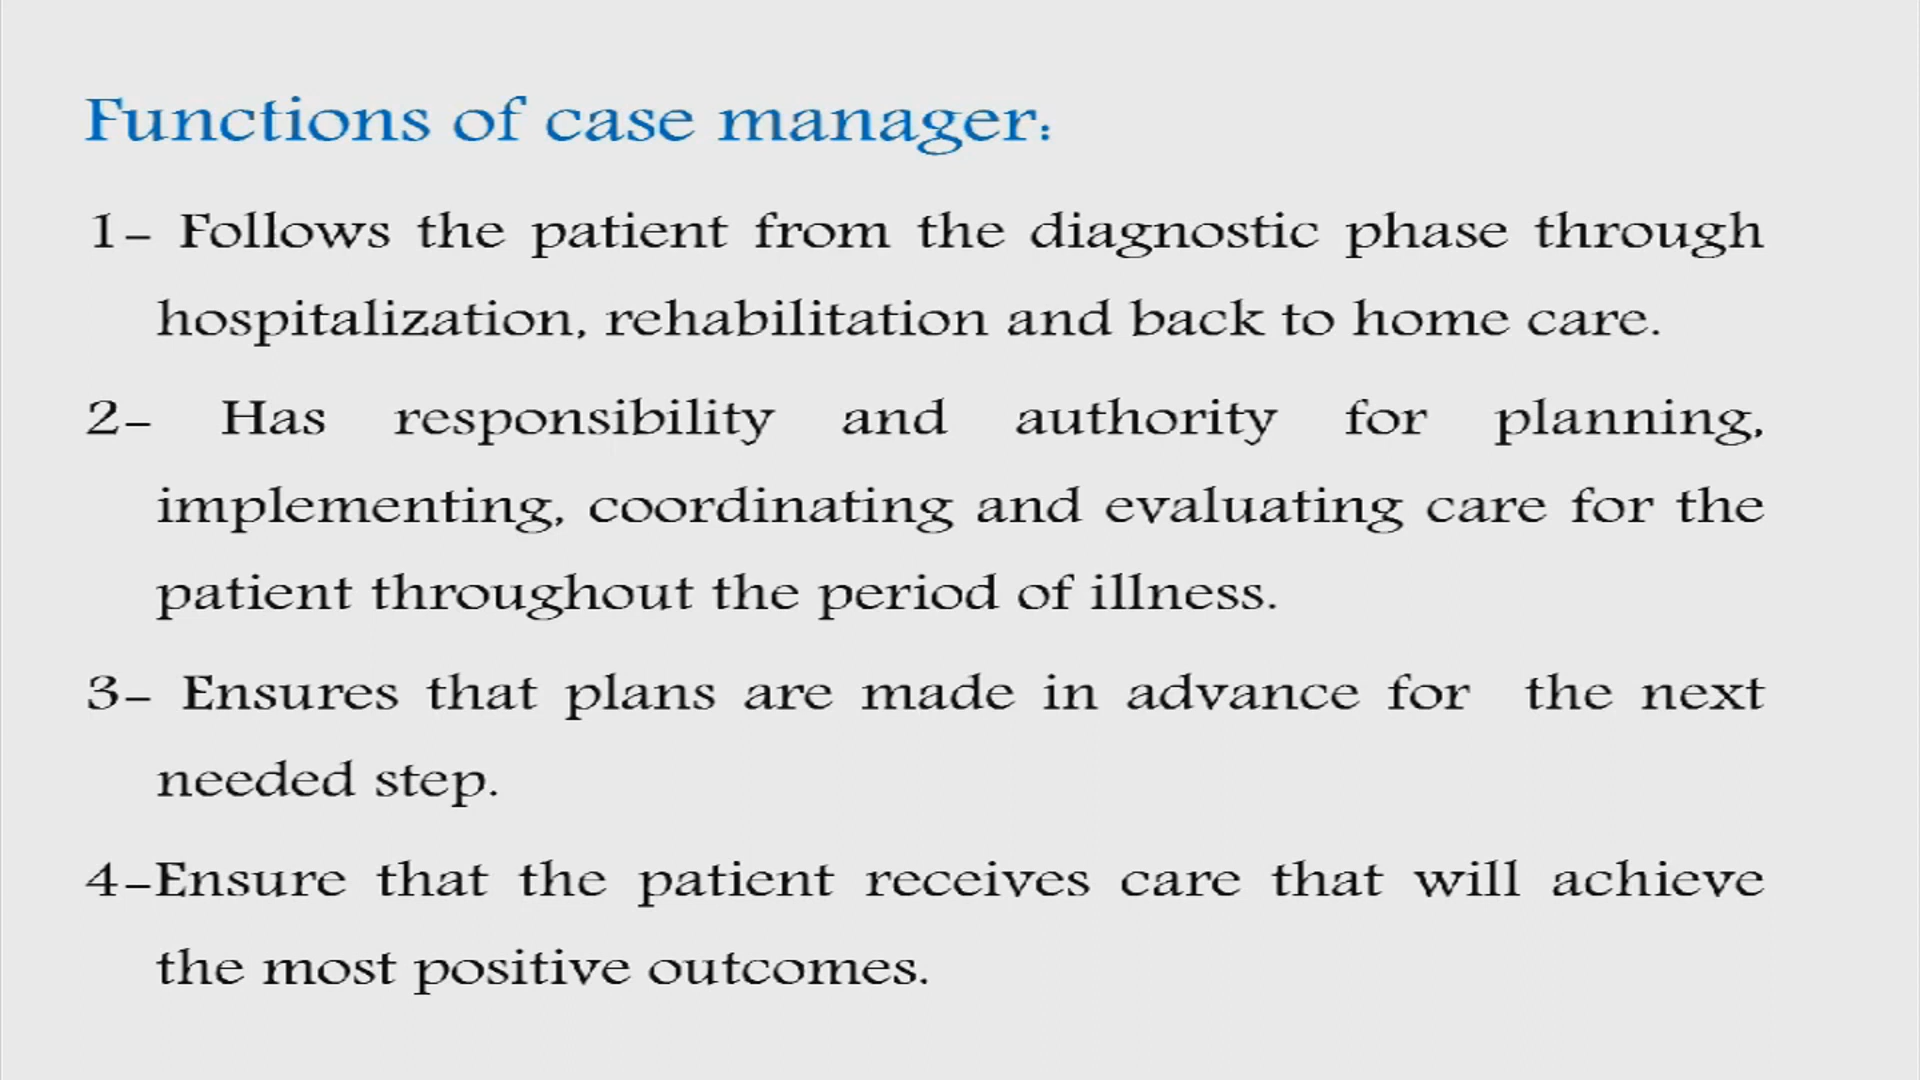 Functions of case manager:
1- Follows the patient from the diagnostic phase through
hospitalization, rehabilitation and back to home care.
2- Has responsibility and authority for planning,
implementing, coordinating and evaluating care for the
patient throughout the period of illness.
3- Ensures that plans are made in advance for the next
needed step.
4-Ensure that the patient receives care that will achieve
the most positive outcomes.